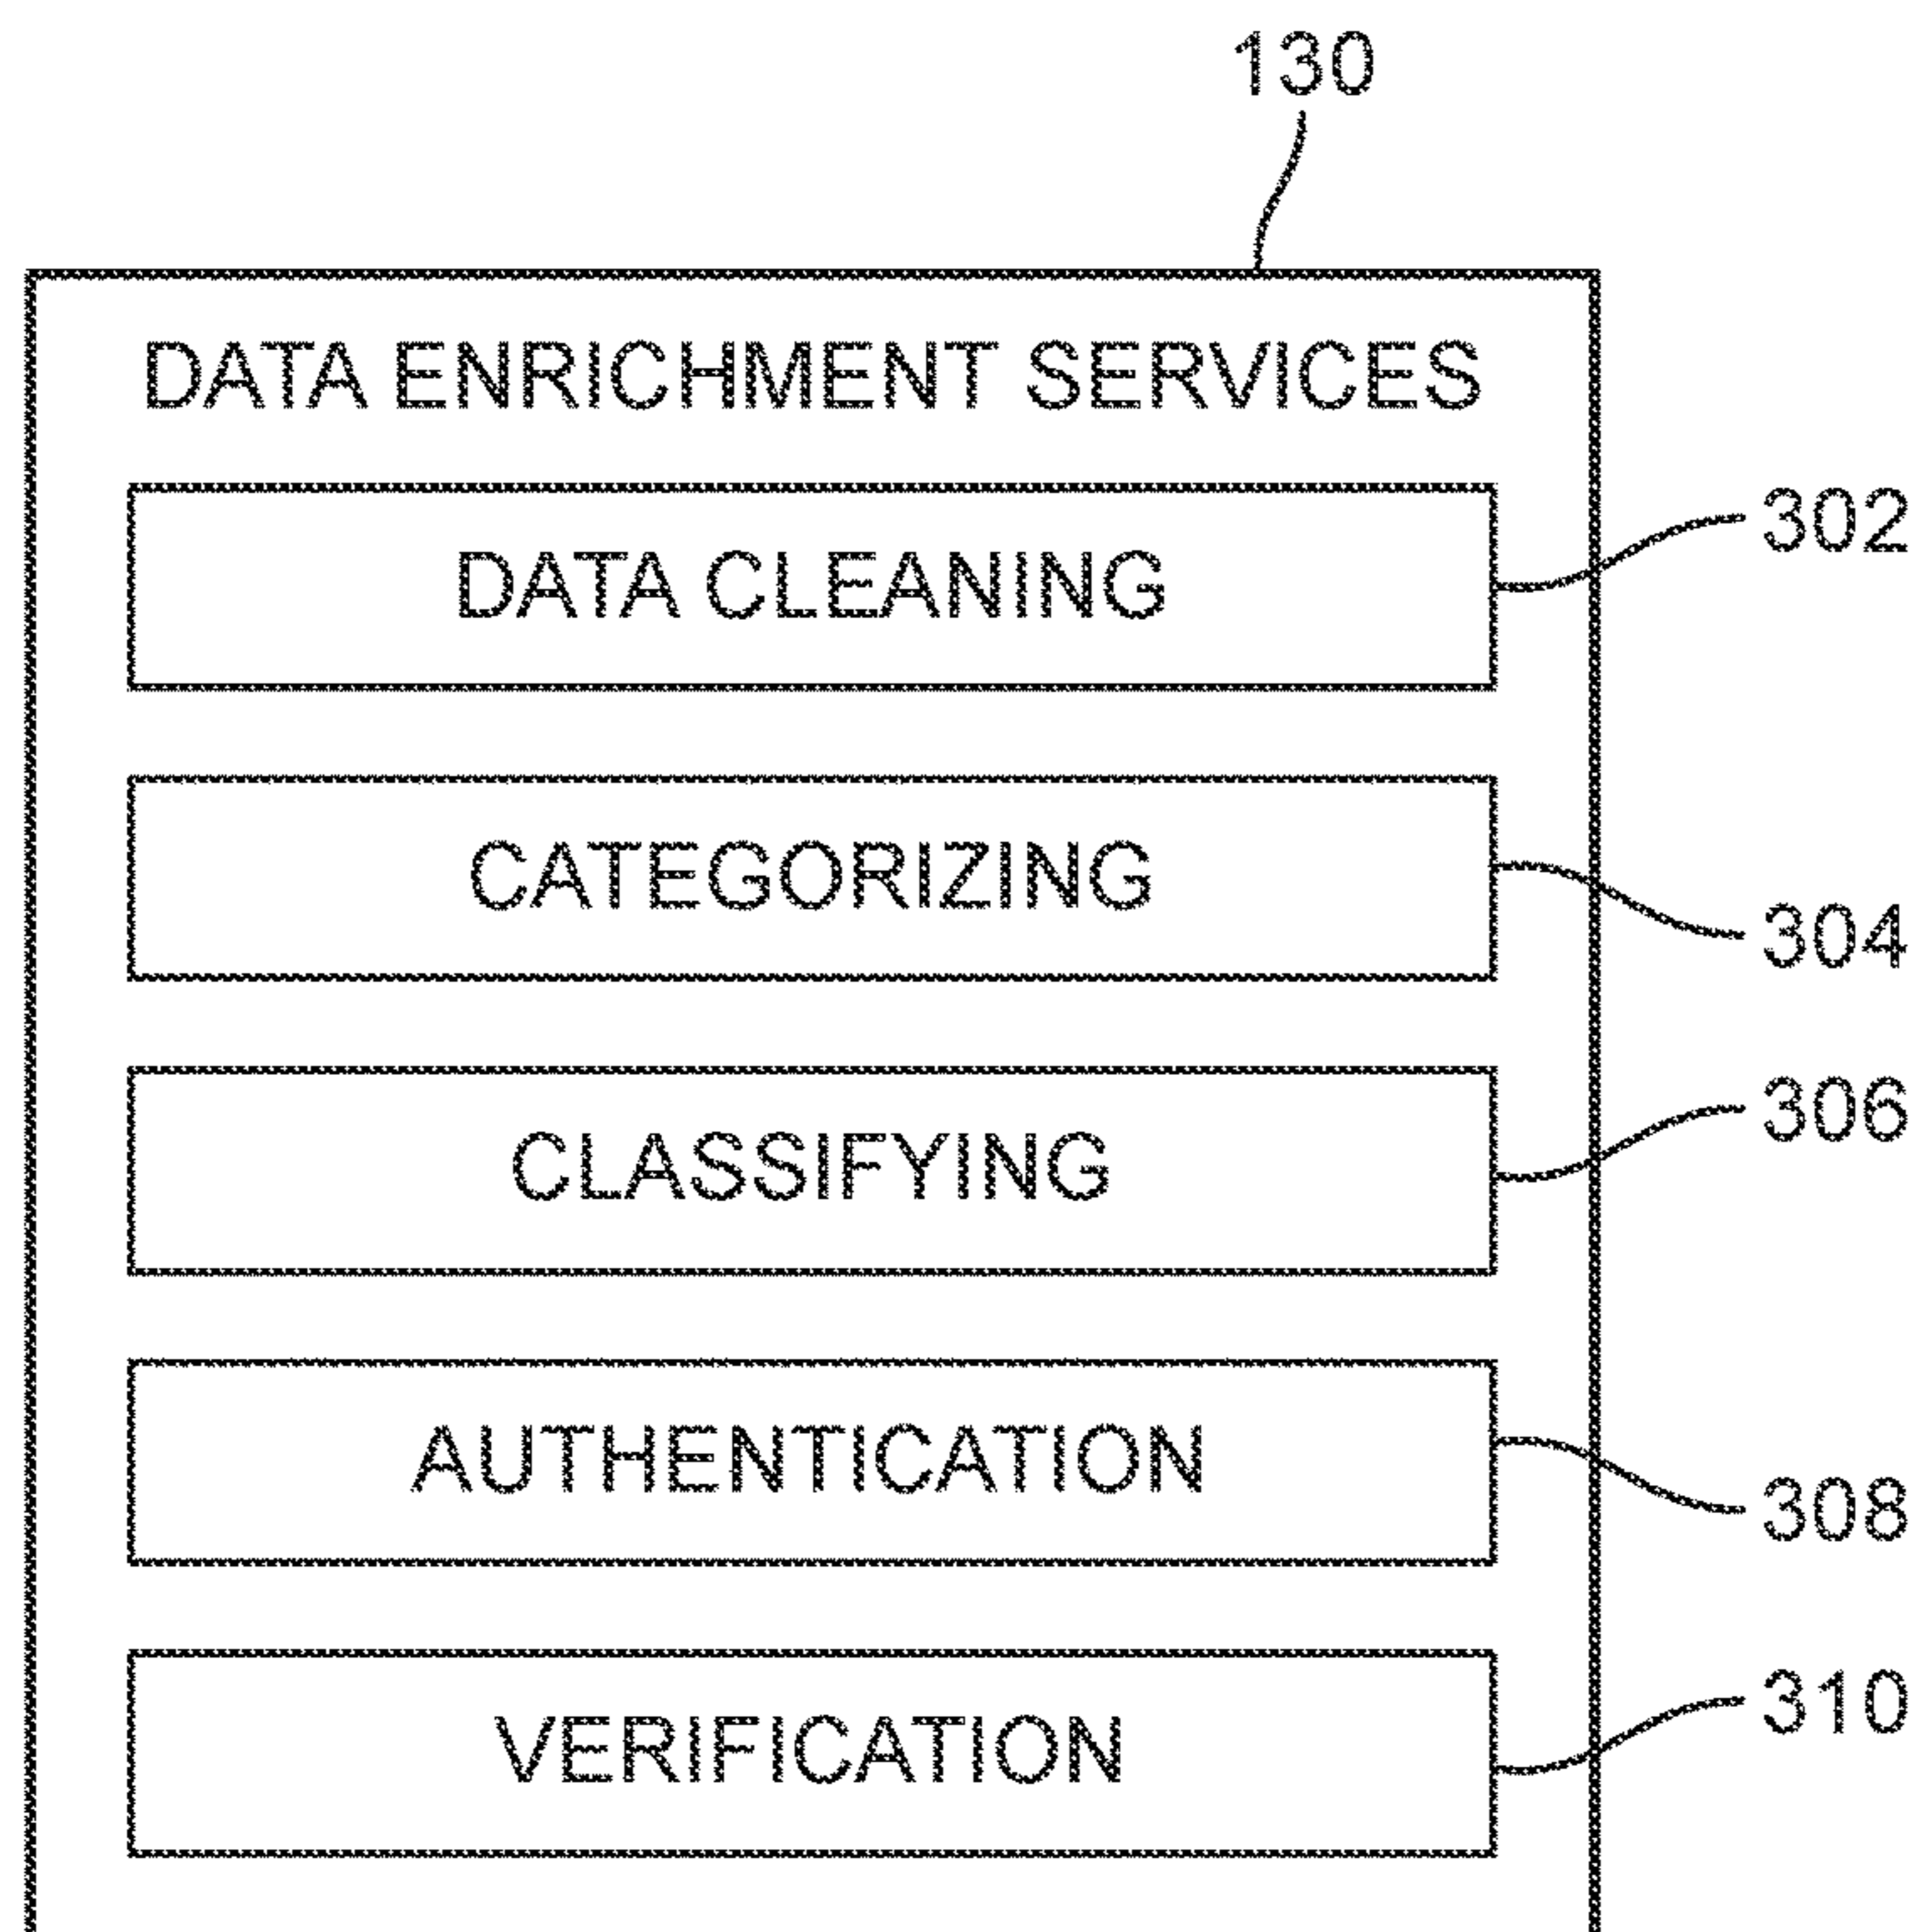 130
DATA ENRICHMENT SERVICES
DATA CLEANING
302
CATEGORIZING
304
CLASSIFYING
306
AUTHENTICATION
308
VERIFICATION
310